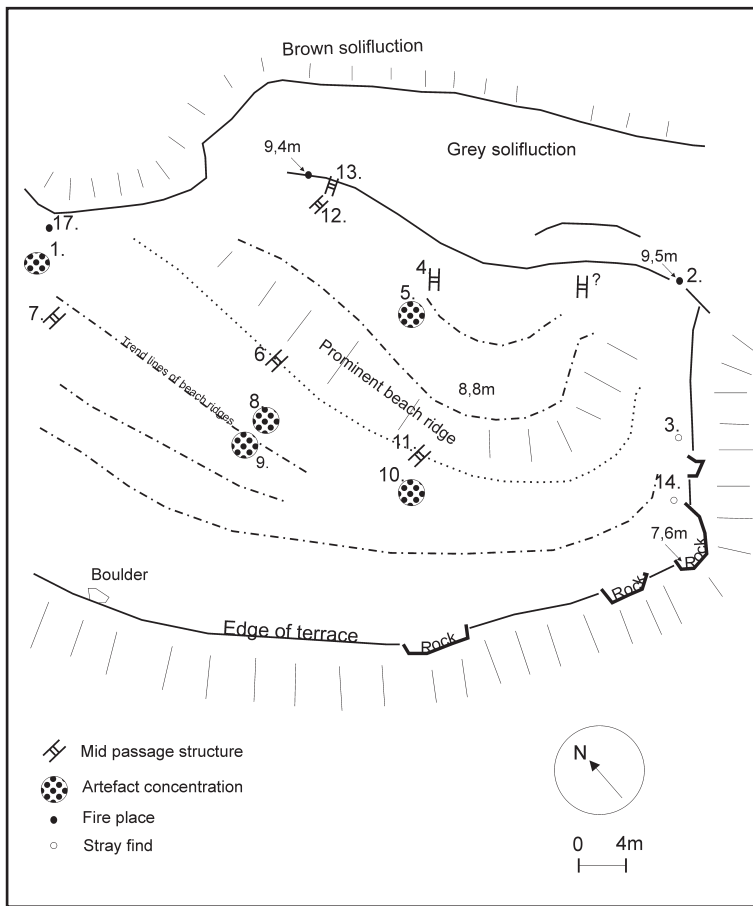 Brown solifluction
Grey solifluction
9,4m
13.
12.
17.
1.
9,5m
2.
4
?
5.
7.
6
Trend lines of beach ridges
Prominent beach ridge
8,8m
8.
9.
11.
10.
3.
14.
7,6m
Rock
Rock
Rock
Boulder
Edge of terrace
Mid passage structure
Artefact concentration
Fire place
Stray find
N
0 4m